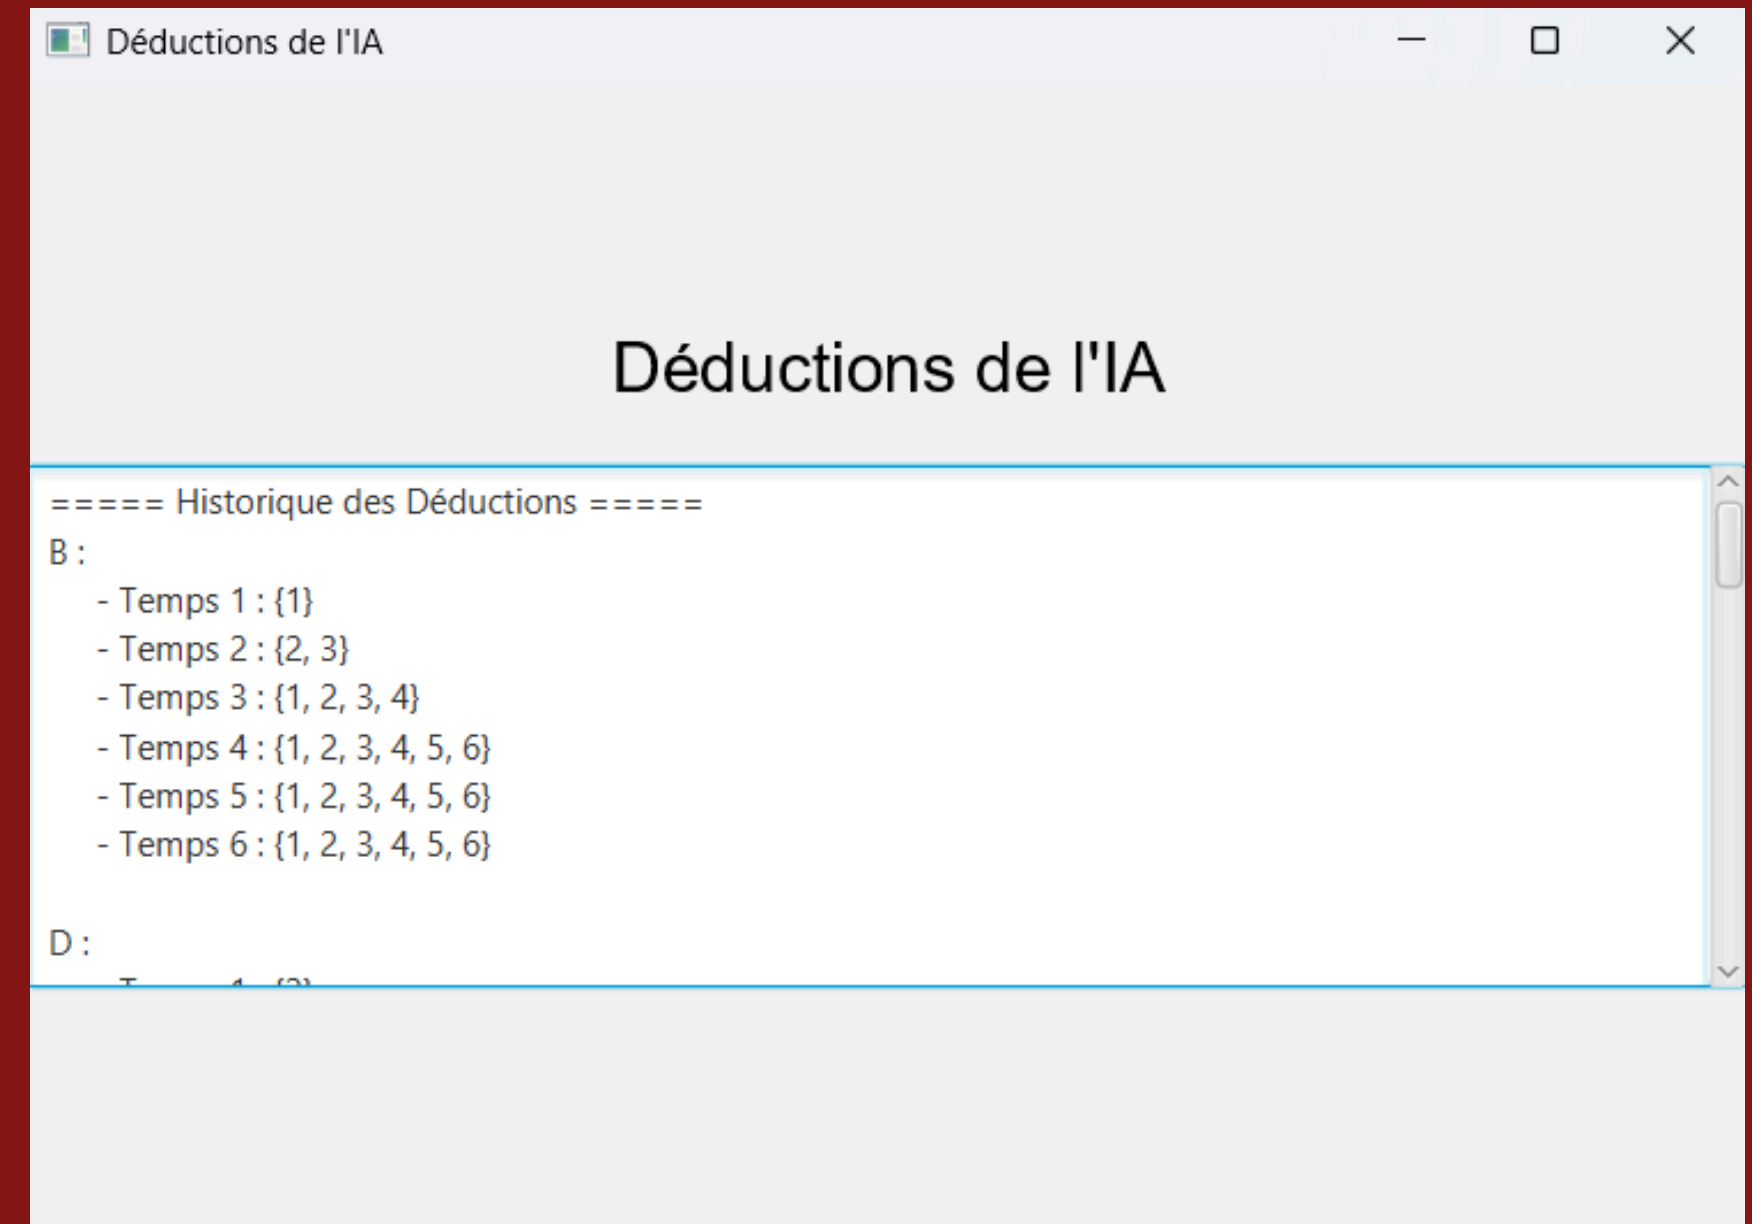 Déductions de l'IA
Déductions de l'IA
===== Historique des Déductions =====
B :
- Temps 1 : {1}
- Temps 2 : {2, 3}
- Temps 3 : {1, 2, 3, 4}
- Temps 4 : {1, 2, 3, 4, 5, 6}
- Temps 5 : {1, 2, 3, 4, 5, 6}
- Temps 6 : {1, 2, 3, 4, 5, 6}
D :